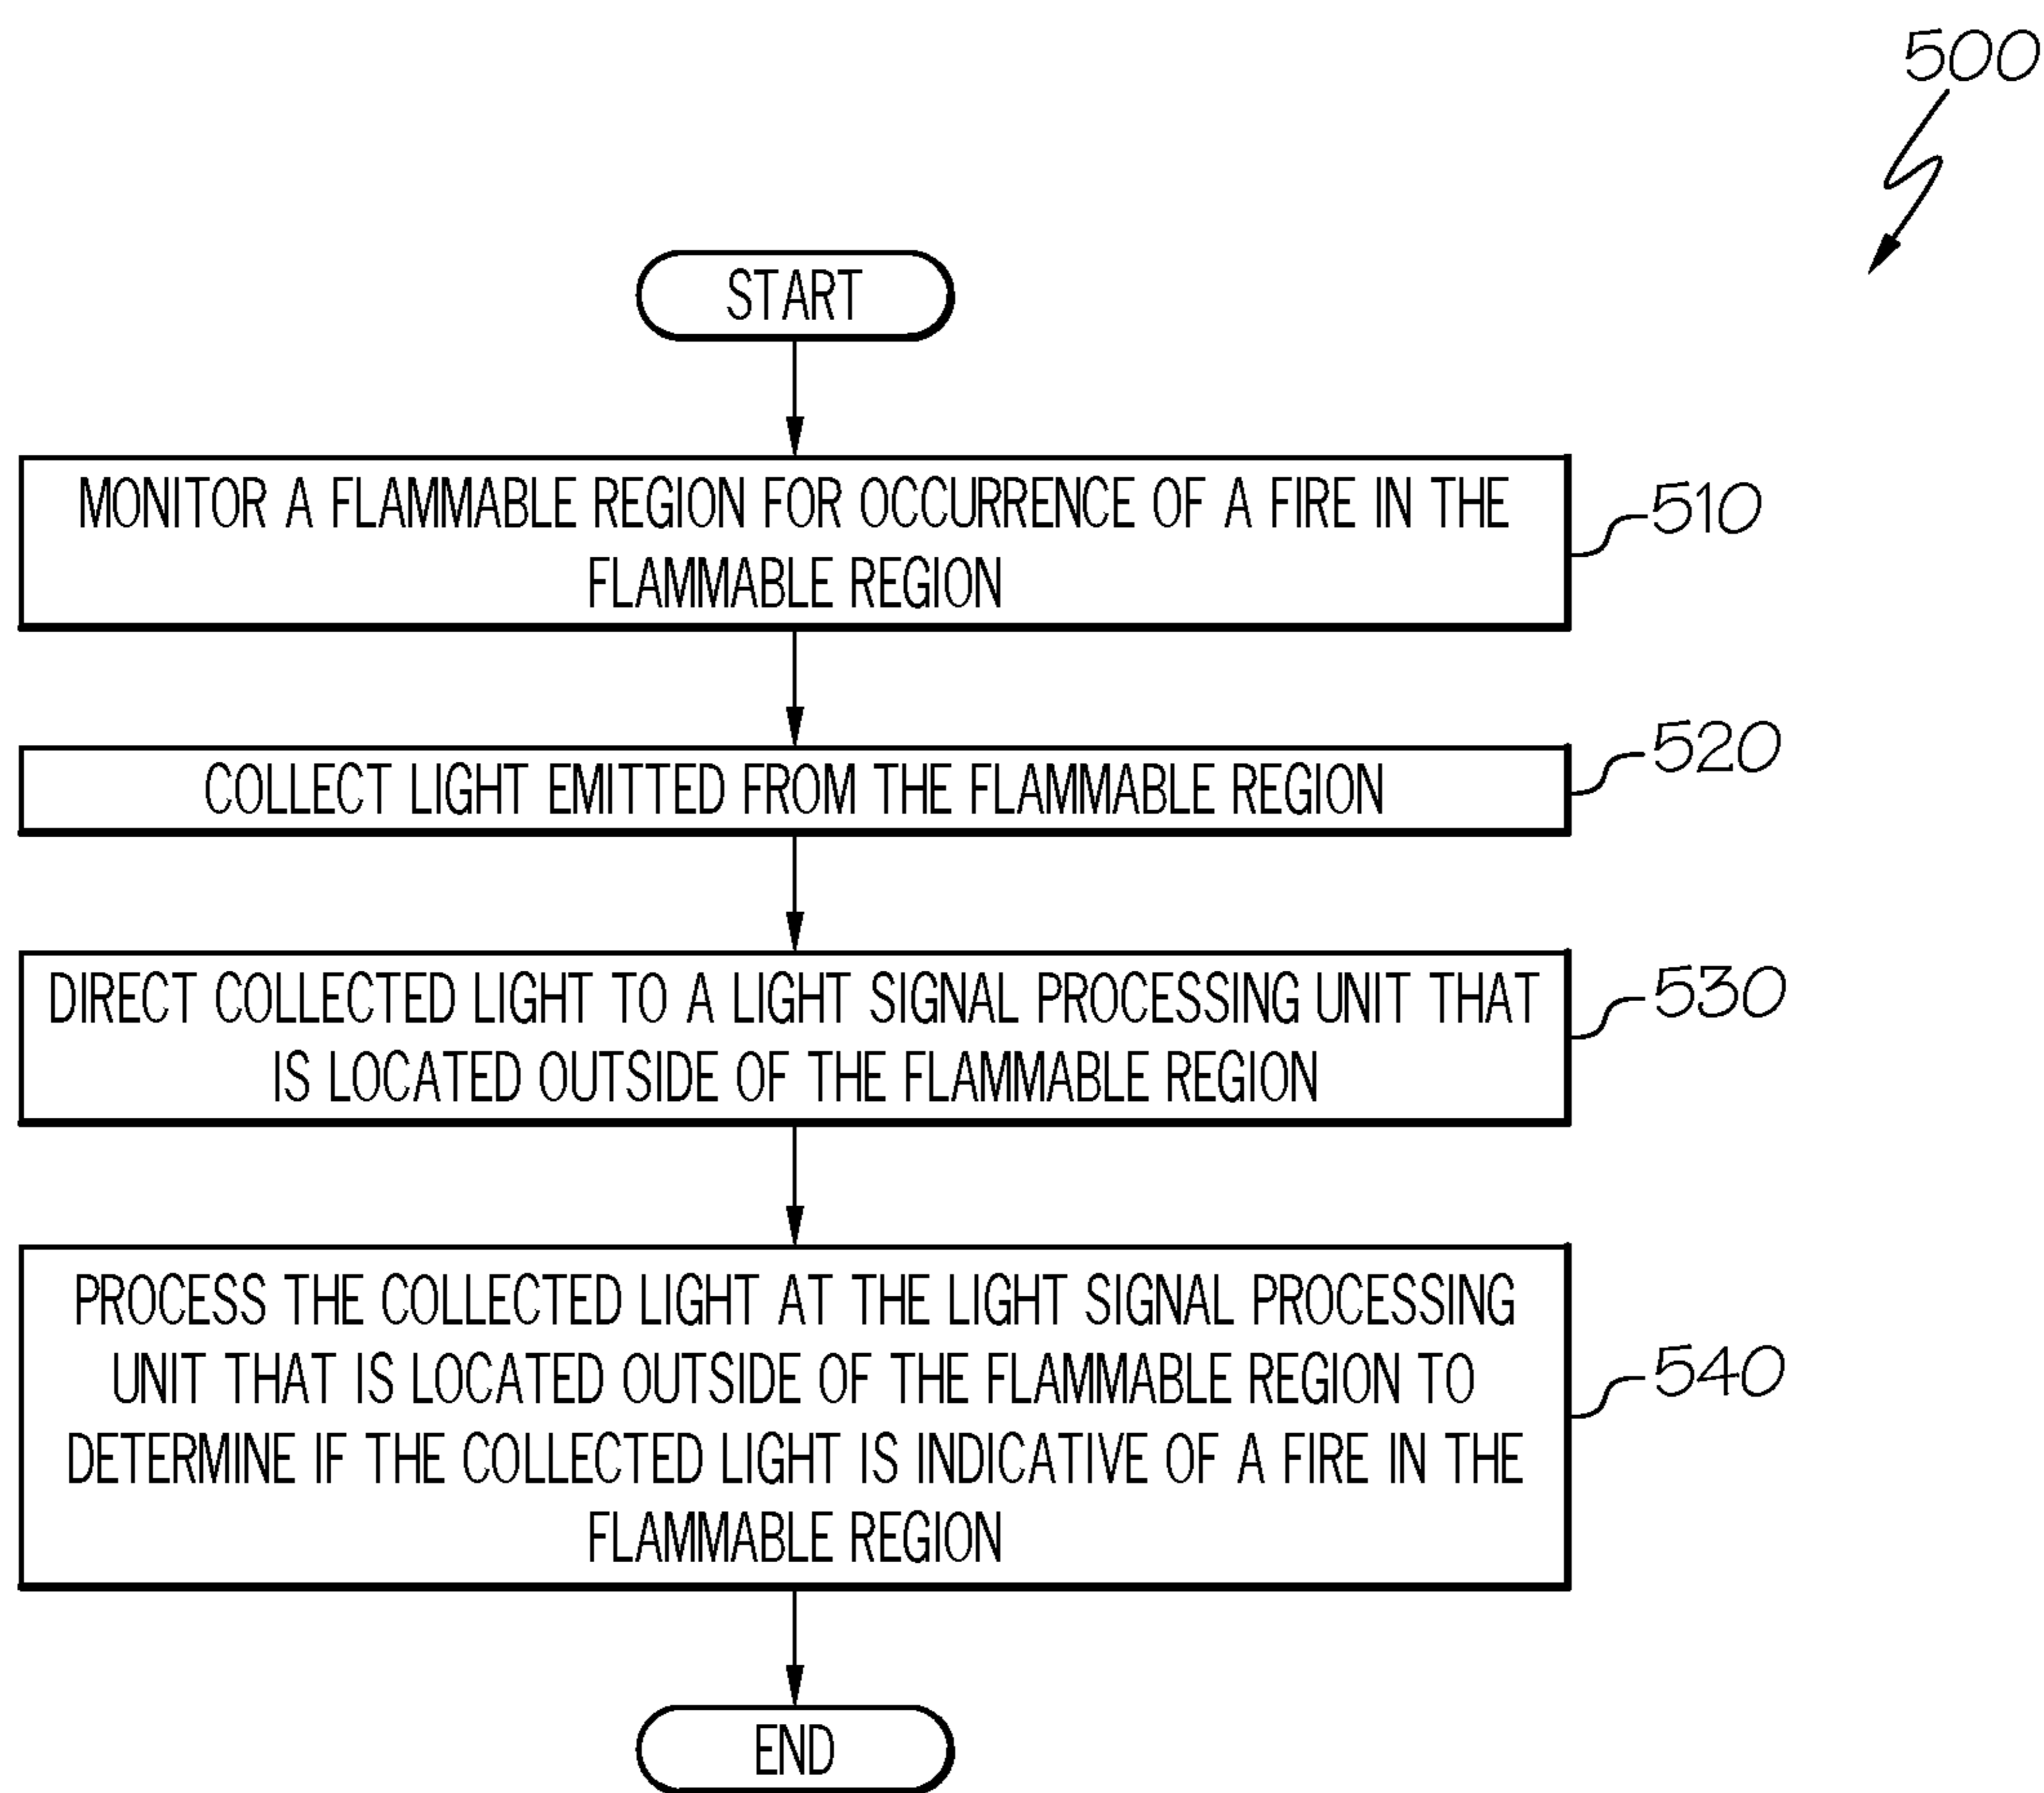 500
START
MONITOR A FLAMMABLE REGION FOR OCCURRENCE OF A FIRE IN THE
FLAMMABLE REGION
510
COLLECT LIGHT EMITTED FROM THE FLAMMABLE REGION
520
DIRECT COLLECTED LIGHT TO A LIGHT SIGNAL PROCESSING UNIT THAT
IS LOCATED OUTSIDE OF THE FLAMMABLE REGION
530
PROCESS THE COLLECTED LIGHT AT THE LIGHT SIGNAL PROCESSING
UNIT THAT IS LOCATED OUTSIDE OF THE FLAMMABLE REGION TO
DETERMINE IF THE COLLECTED LIGHT IS INDICATIVE OF A FIRE IN THE
FLAMMABLE REGION
540
END